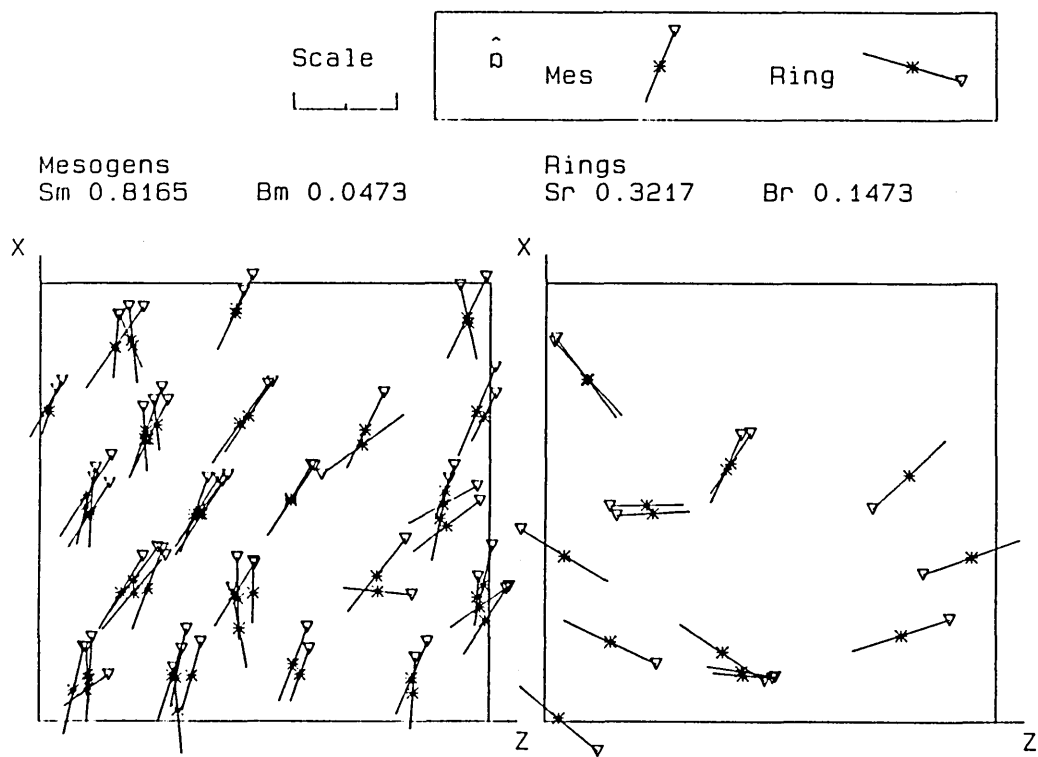 Scale
n̂ Mes Ring
Mesogens
Sm 0.8165 Bm 0.0473
Rings
Sr 0.3217 Br 0.1473
X
X
Z
Z